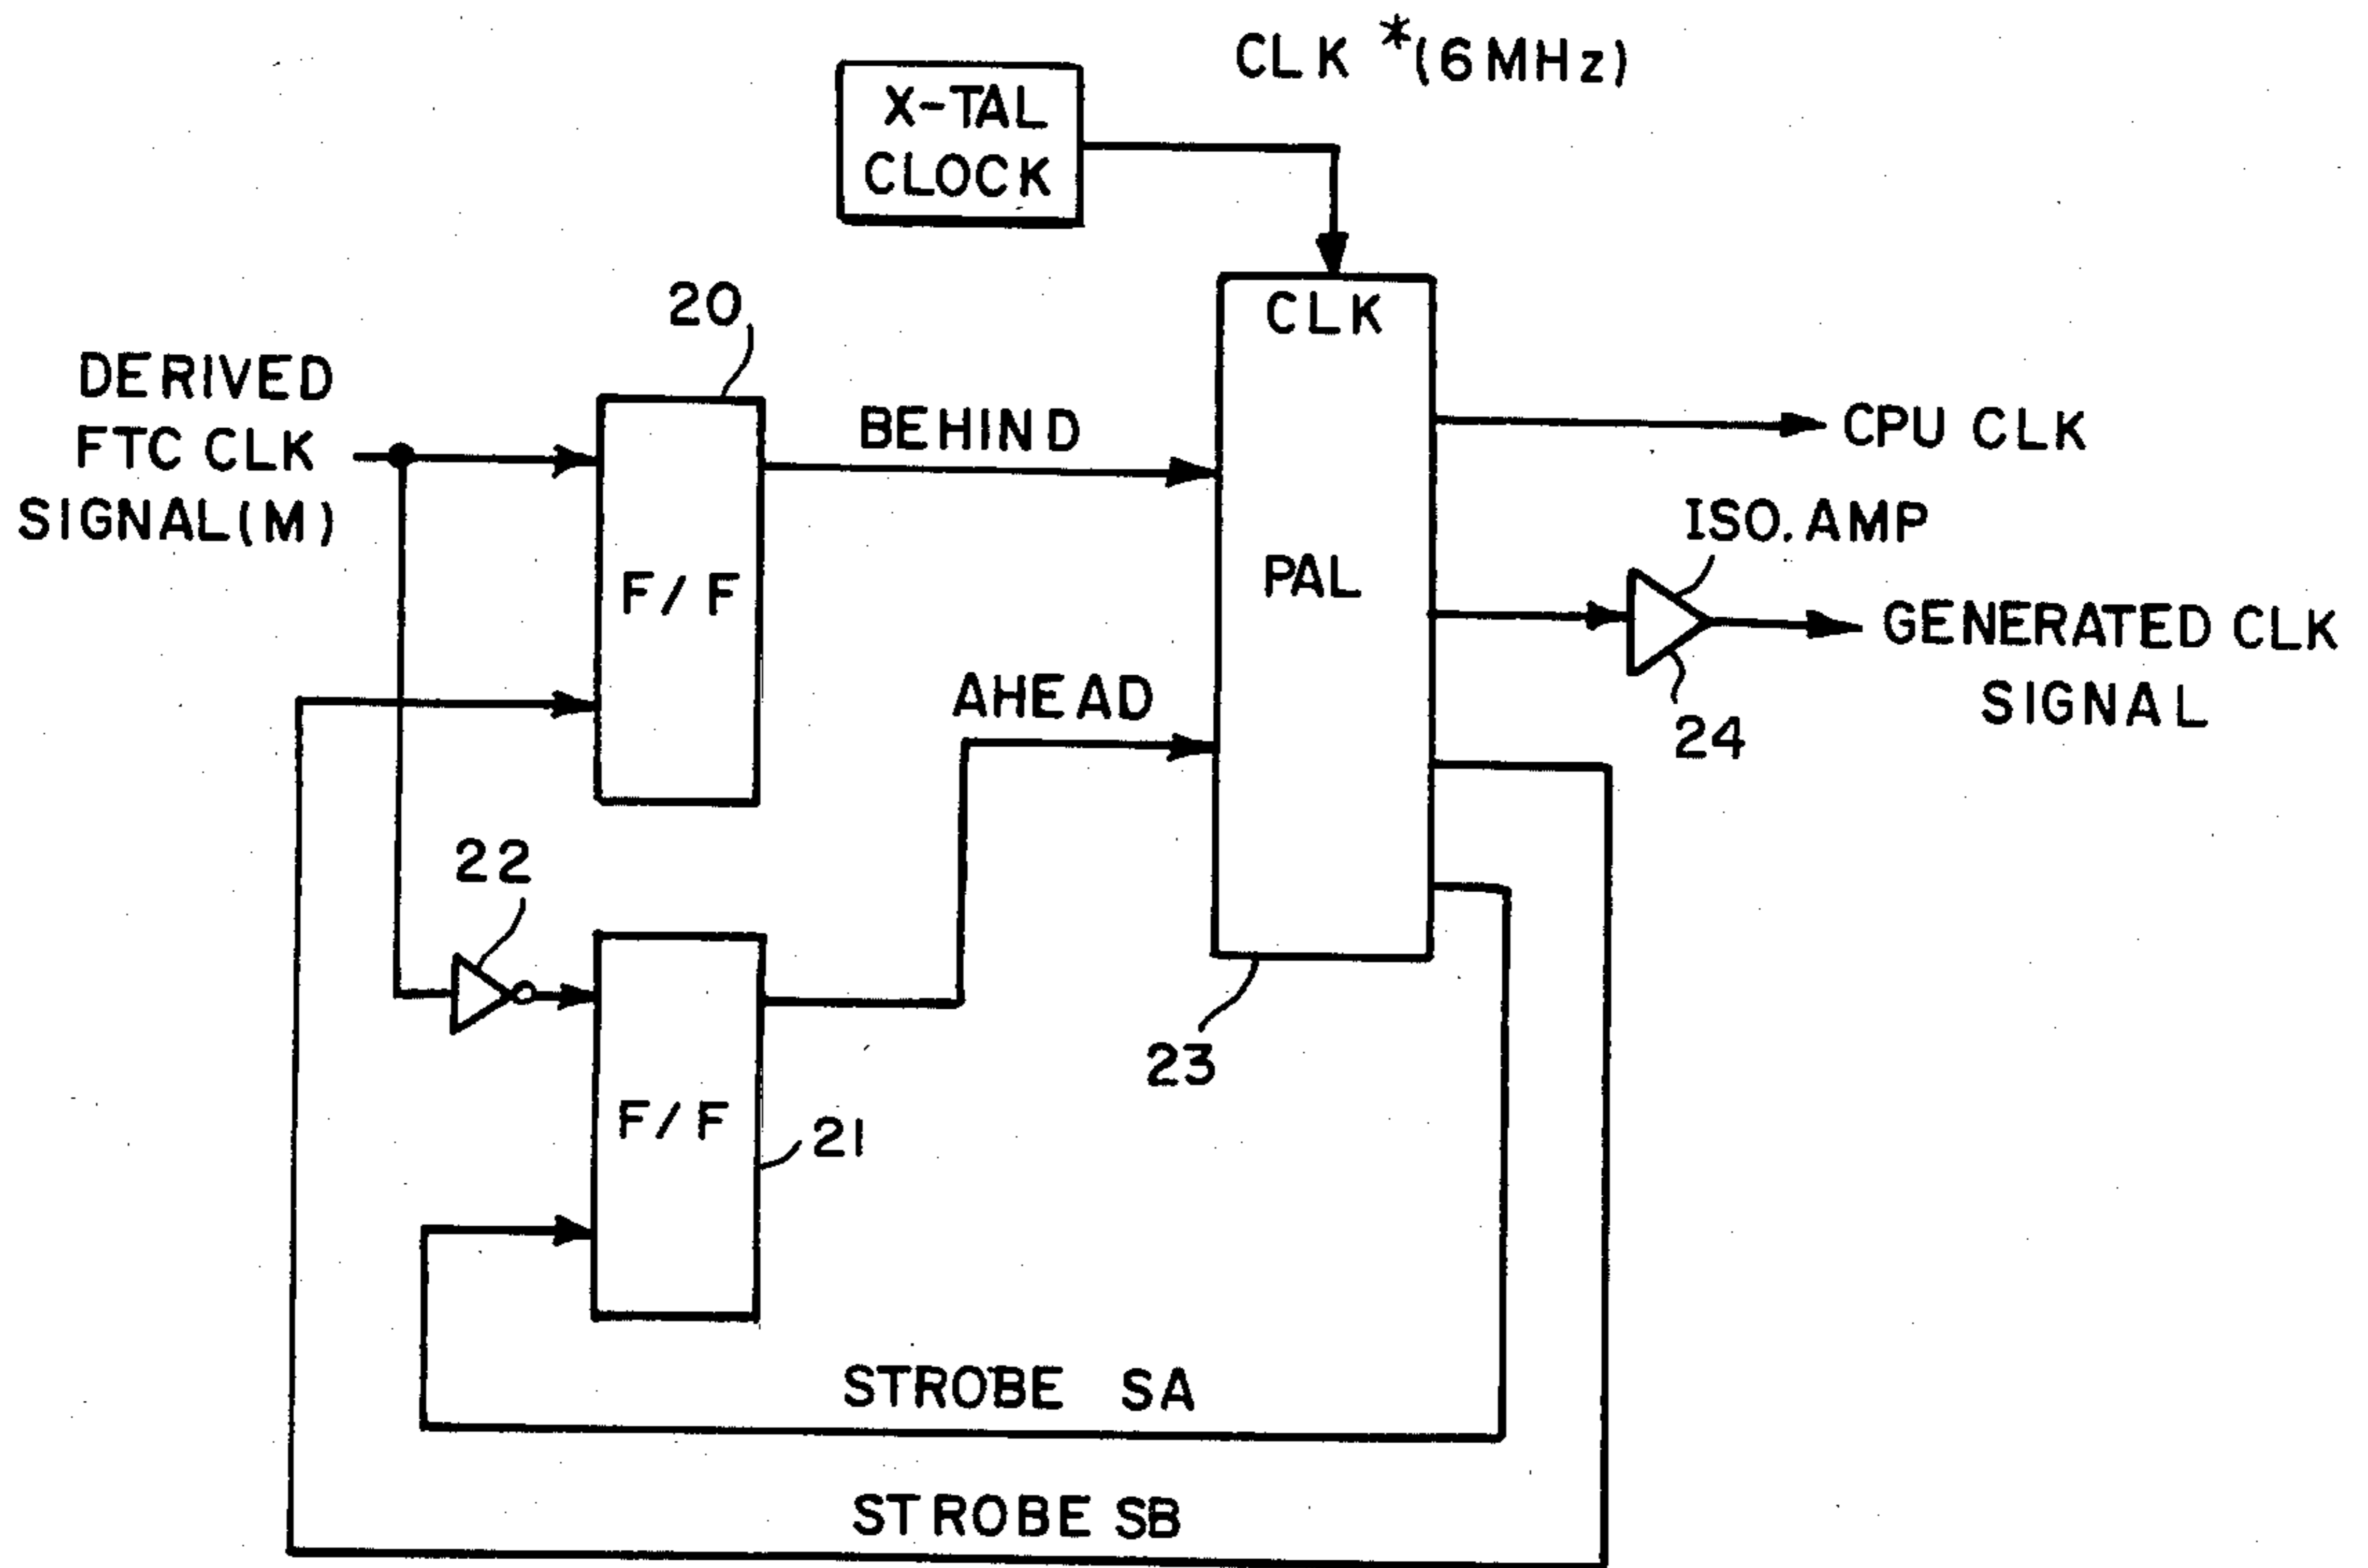 CLK *(6MHz)
X-TAL
CLOCK
20
CLK
DERIVED
FTC CLK
SIGNAL(M)
BEHIND
CPU CLK
ISO. AMP
F/F
PAL
GENERATED CLK
SIGNAL
AHEAD
24
22
23
F/F
21
STROBE SA
STROBE SB